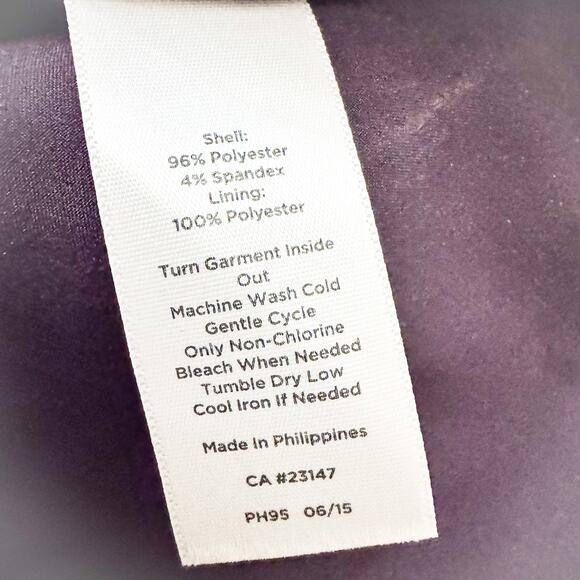 Shell:
96% Polyester
4% Spandex
Lining:
100% Polyester
Turn Garment Inside
Out
Machine Wash Cold
Gentle Cycle
Only Non-Chlorine
Bleach When Needed
Tumble Dry Low
Cool Iron If Needed
Made In Philippines
CA #23147
PH95 06/15